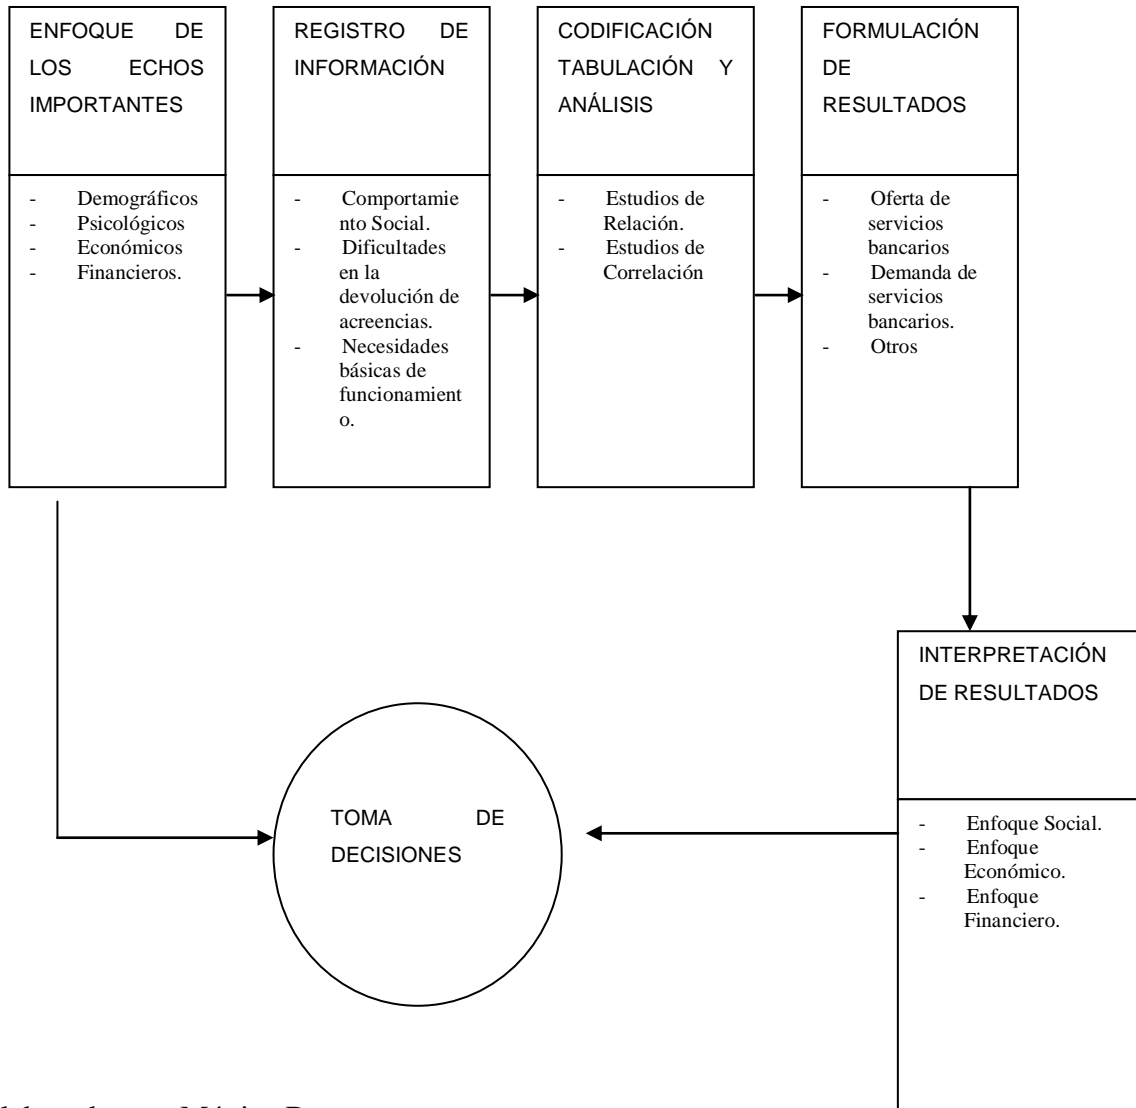 ENFOQUE DE
LOS ECHOS
IMPORTANTES
- Demográficos
- Psicológicos
- Económicos
- Financieros.
REGISTRO DE
INFORMACIÓN
- Comportamie
nto Social.
- Dificultades
en la
devolución de
acreencias.
- Necesidades
básicas de
funcionamient
o.
CODIFICACIÓN
TABULACIÓN Y
ANÁLISIS
- Estudios de
Relación.
- Estudios de
Correlación
FORMULACIÓN
DE
RESULTADOS
- Oferta de
servicios
bancarios
- Demanda de
servicios
bancarios.
- Otros
INTERPRETACIÓN
DE RESULTADOS
- Enfoque Social.
- Enfoque
Económico.
- Enfoque
Financiero.
TOMA DE
DECISIONES